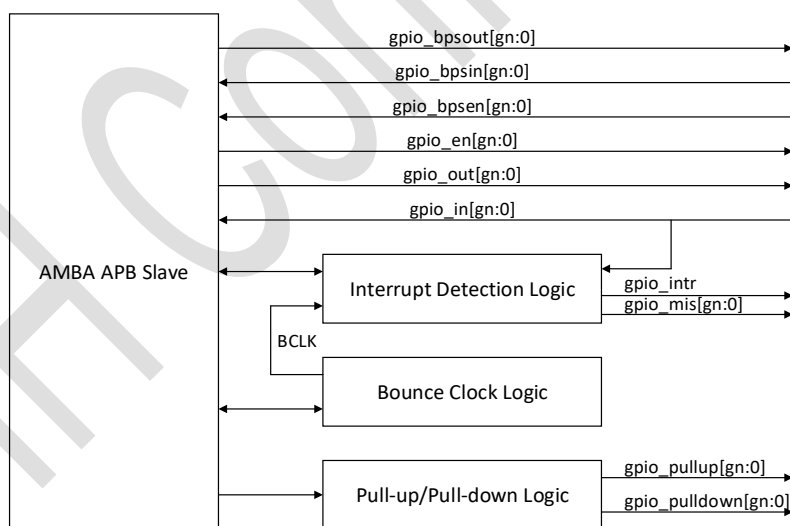 gpio_bpsout[gn:0]
gpio_bpsin[gn:0]
gpio_bpsen[gn:0]
gpio_en[gn:0]
gpio_out[gn:0]
gpio_in[gn:0]
AMBA APB Slave
Interrupt Detection Logic
gpio_intr
gpio_mis[gn:0]
BCLK
Bounce Clock Logic
Pull-up/Pull-down Logic
gpio_pullup[gn:0]
gpio_pulldown[gn:0]